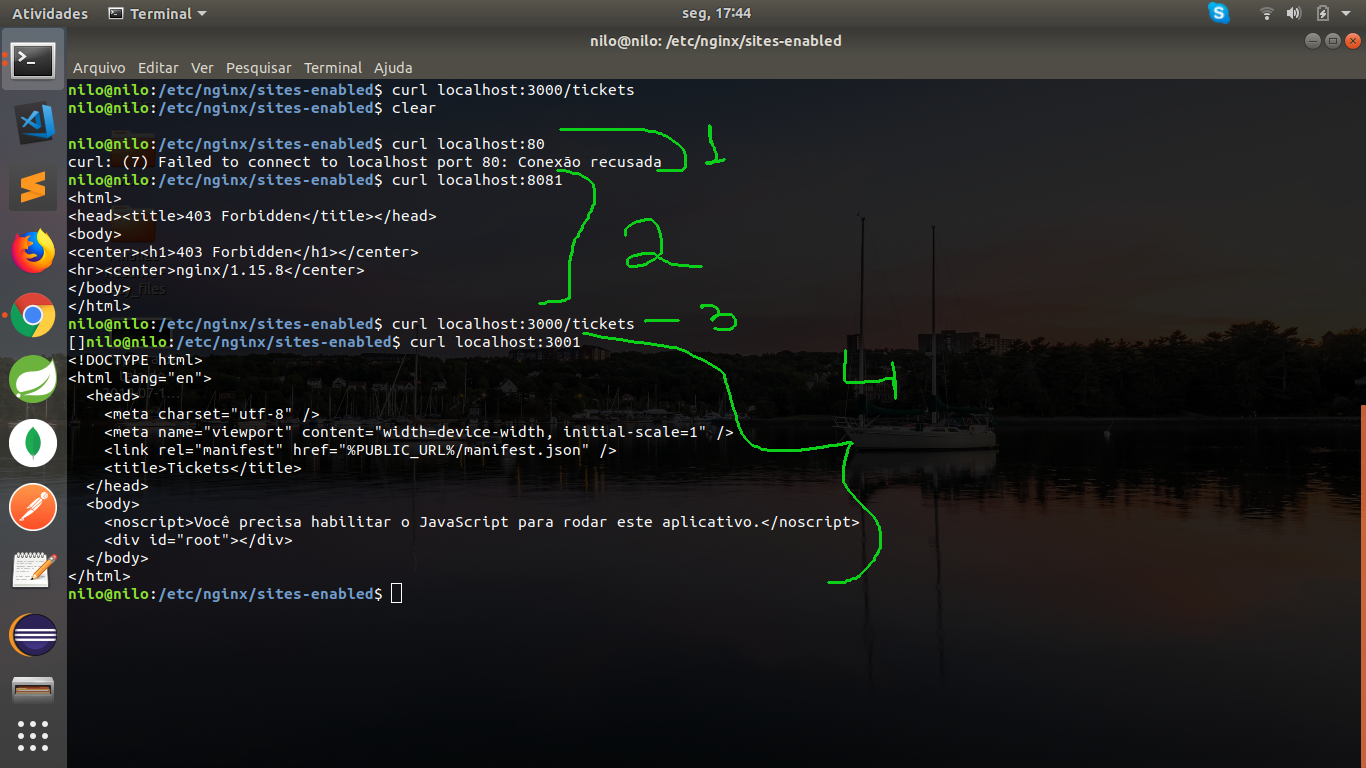 Atividades Terminal seg, 17:44
nilo@nilo: /etc/nginx/sites-enabled
Arquivo Editar Ver Pesquisar Terminal Ajuda
nilo@nilo:/etc/nginx/sites-enabled$ curl localhost:3000/tickets
nilo@nilo:/etc/nginx/sites-enabled$ clear
nilo@nilo:/etc/nginx/sites-enabled$ curl localhost:80
1
curl: (7) Failed to connect to localhost port 80: Conexão recusada
nilo@nilo:/etc/nginx/sites-enabled$ curl localhost:8081
<html>
<head><title>403 Forbidden</title></head>
<body>
2
<center><h1>403 Forbidden</h1></center>
<hr><center>nginx/1.15.8</center>
</body>
</html>
nilo@nilo:/etc/nginx/sites-enabled$ curl localhost:3000/tickets 3
[]nilo@nilo:/etc/nginx/sites-enabled$ curl localhost:3001
<!DOCTYPE html>
<html lang="en">
4
<head>
<meta charset="utf-8" />
<meta name="viewport" content="width=device-width, initial-scale=1" />
<link rel="manifest" href="%PUBLIC_URL%/manifest.json" />
<title>Tickets</title>
</head>
<body>
<noscript>Você precisa habilitar o JavaScript para rodar este aplicativo.</noscript>
<div id="root"></div>
</body>
</html>
nilo@nilo:/etc/nginx/sites-enabled$